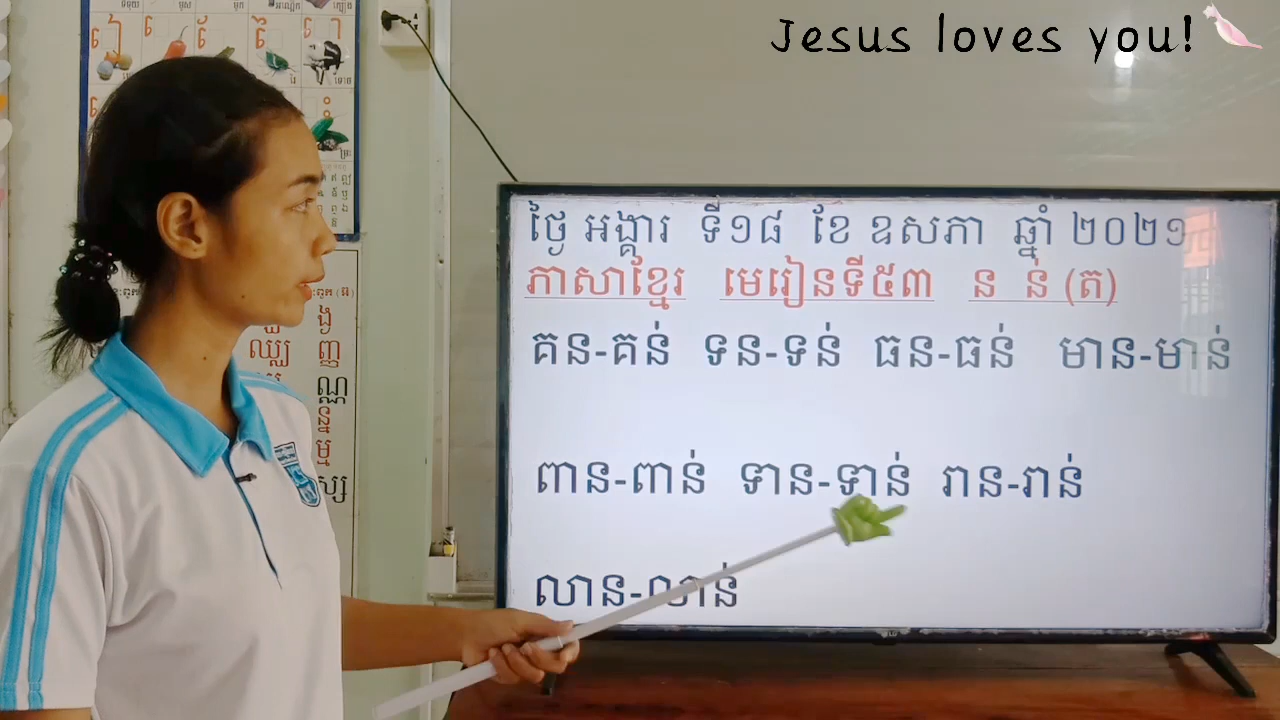 Jesus loves you!
ថ្ងៃ អង្គារ ទី១៨ ខែ ឧសភា ឆ្នាំ ២០២១
ភាសាខ្មែរ មេរៀនទី៥៣ ន ន់ (ត)
គន-គន់ ទន-ទន់ ធន-ធន់ មាន-មាន់
ពាន-ពាន់ ទាន-ទាន់ រាន-រាន់
លាន-លាន់